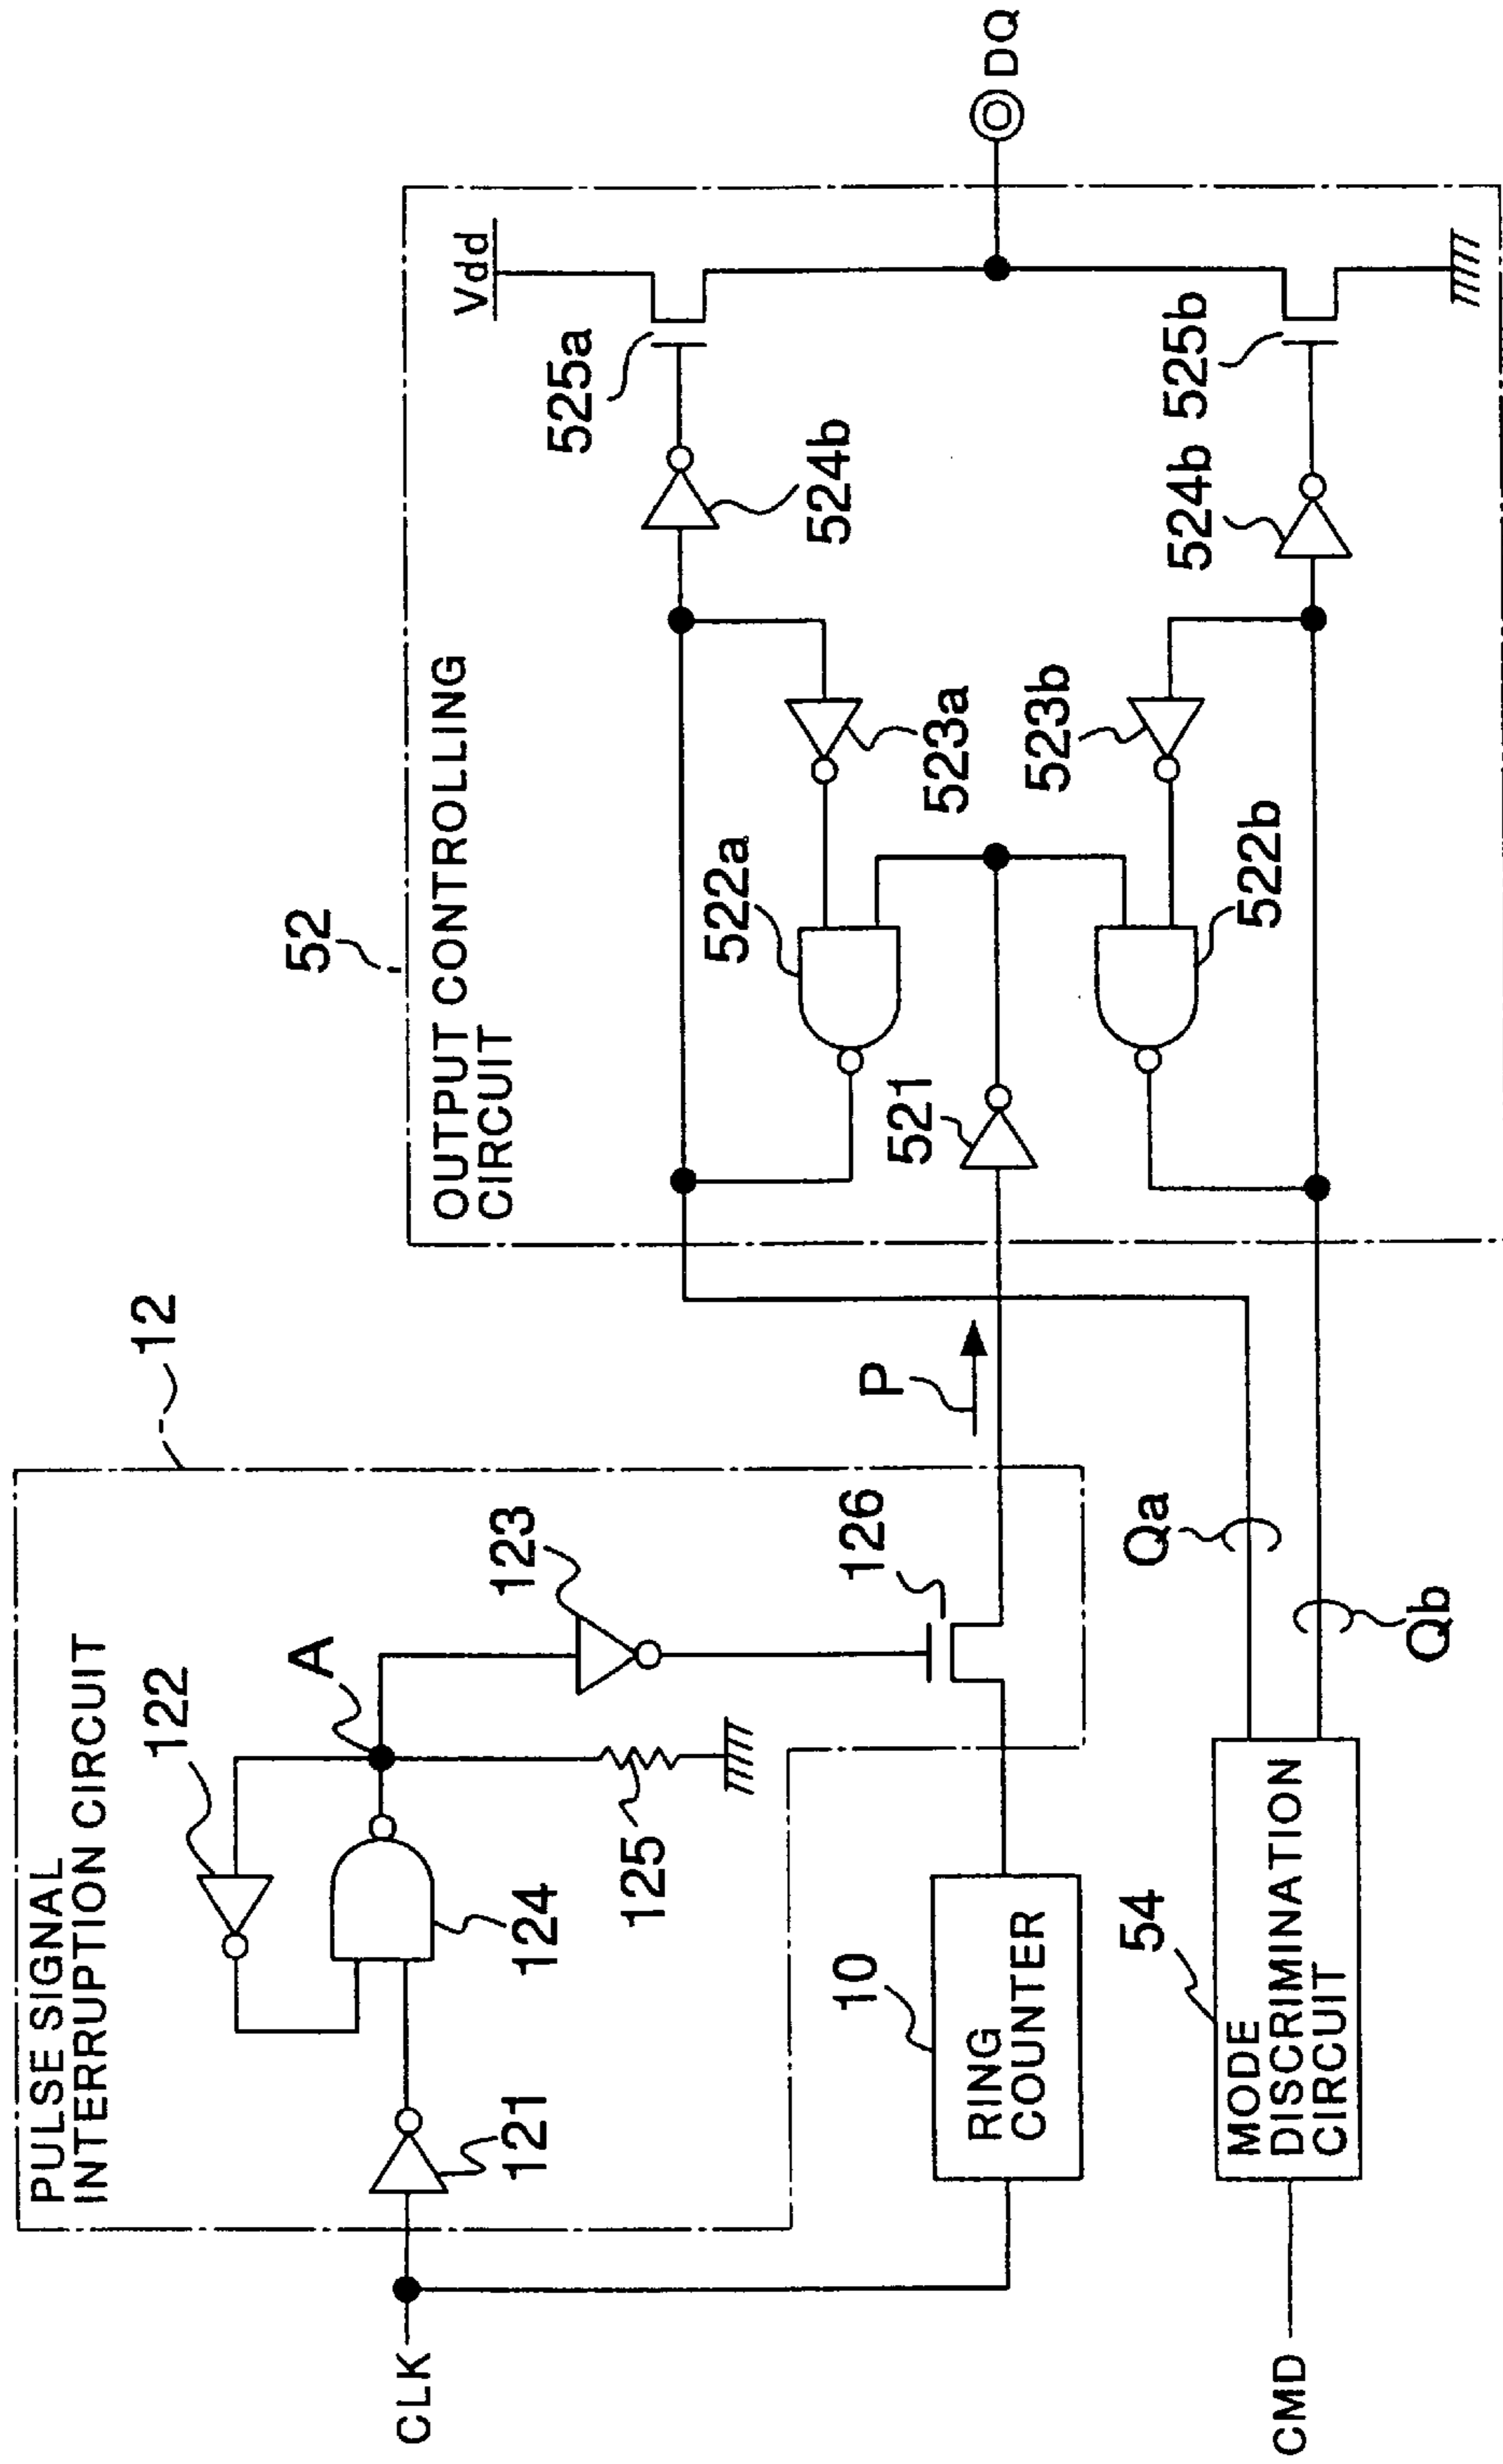 PULSE SIGNAL
INTERRUPTION CIRCUIT
12
122
A
123
121
124
125
126
CLK
10
RING
COUNTER
P
54
MODE
DISCRIMINATION
CIRCUIT
CMD
Qa
Qb
52
OUTPUT CONTROLLING
CIRCUIT
Vdd
525a
524b
522a
523a
521
523b
522b
524b
525b
DQ